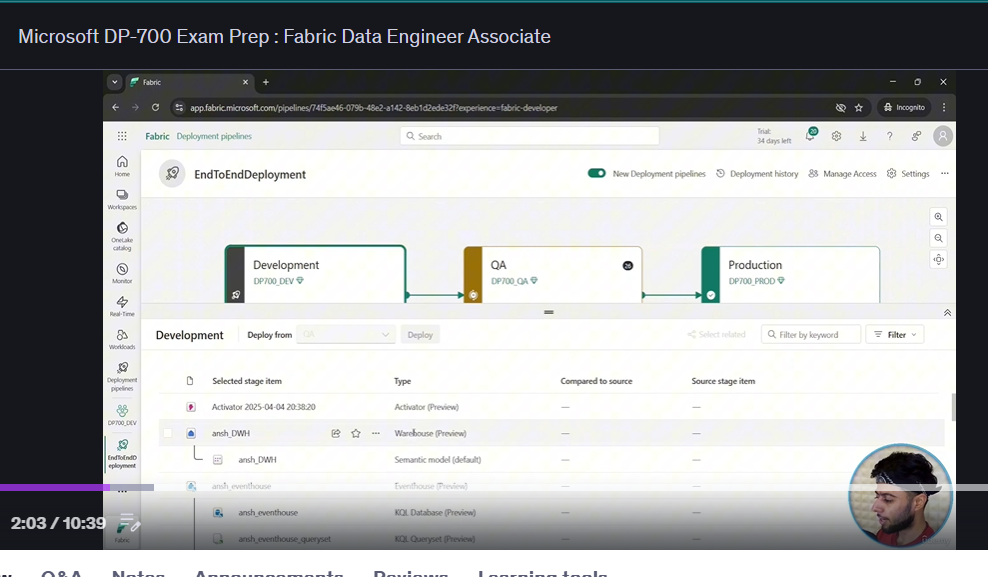 Microsoft DP-700 Exam Prep : Fabric Data Engineer Associate
Fabric
app.fabric.microsoft.com/pipelines/74f5ae46-079b-48e2-a142-8eb1d2ede32f?experience=fabric-developer
Incognito
Fabric Deployment pipelines
Search
Trial:
34 days left
Home
Workspaces
OneLake
catalog
Monitor
Real-Time
Workloads
Deployment
pipelines
DP700_DEV
EndToEndD
eployment
Fabric
EndToEndDeployment
New Deployment pipelines
Deployment history
Manage Access
Settings
Development
DP700_DEV
QA
DP700_QA
Production
DP700_PROD
Development
Deploy from
QA
Deploy
Select related
Filter by keyword
Filter
Selected stage item Type Compared to source Source stage item
Activator 2025-04-04 20:38:20 Activator (Preview) — —
ansh_DWH Warehouse (Preview) — —
ansh_DWH Semantic model (default) — —
ansh_eventhouse Eventhouse (Preview) — —
ansh_eventhouse KQL Database (Preview) — —
ansh_eventhouse_queryset KQL Queryset (Preview) — —
2:03 / 10:39
Q&A Notes Announcements Reviews Learning tools